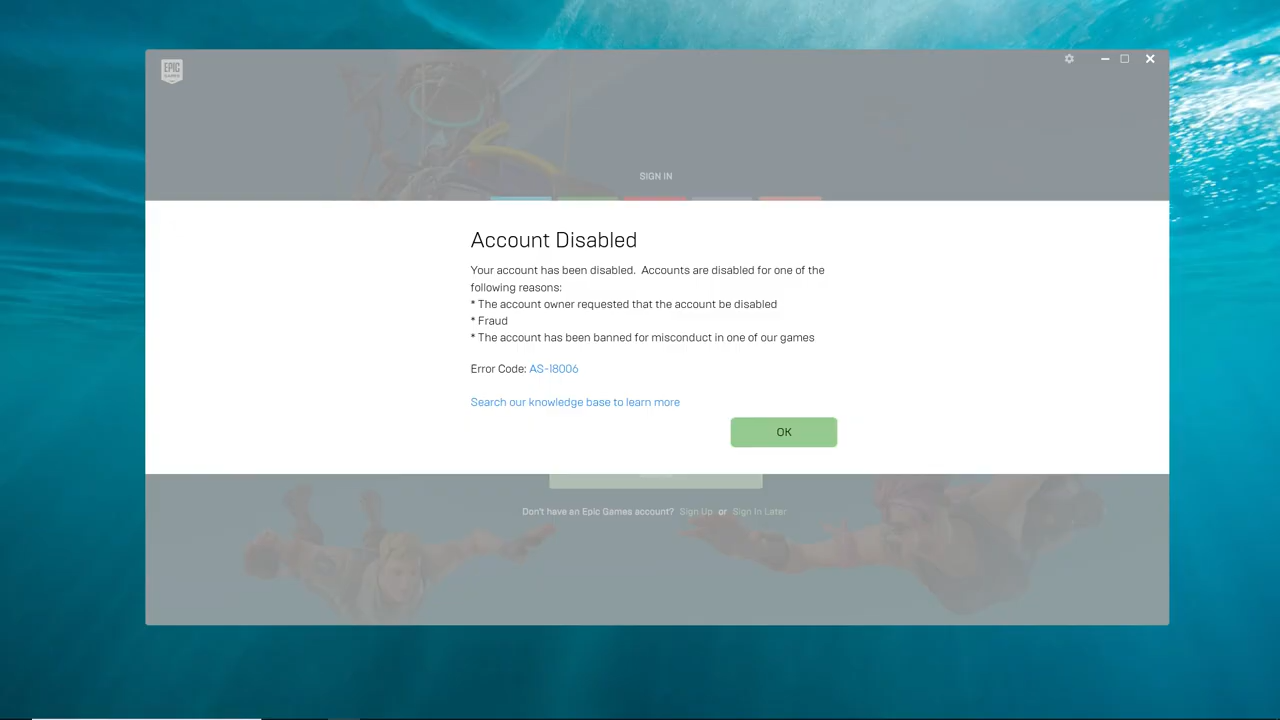 EPIC
GAMES
SIGN IN
Account Disabled
Your account has been disabled.  Accounts are disabled for one of the
following reasons:
* The account owner requested that the account be disabled
* Fraud
* The account has been banned for misconduct in one of our games
Error Code: AS-18006
Search our knowledge base to learn more
OK
Don't have an Epic Games account? Sign Up or Sign In Later